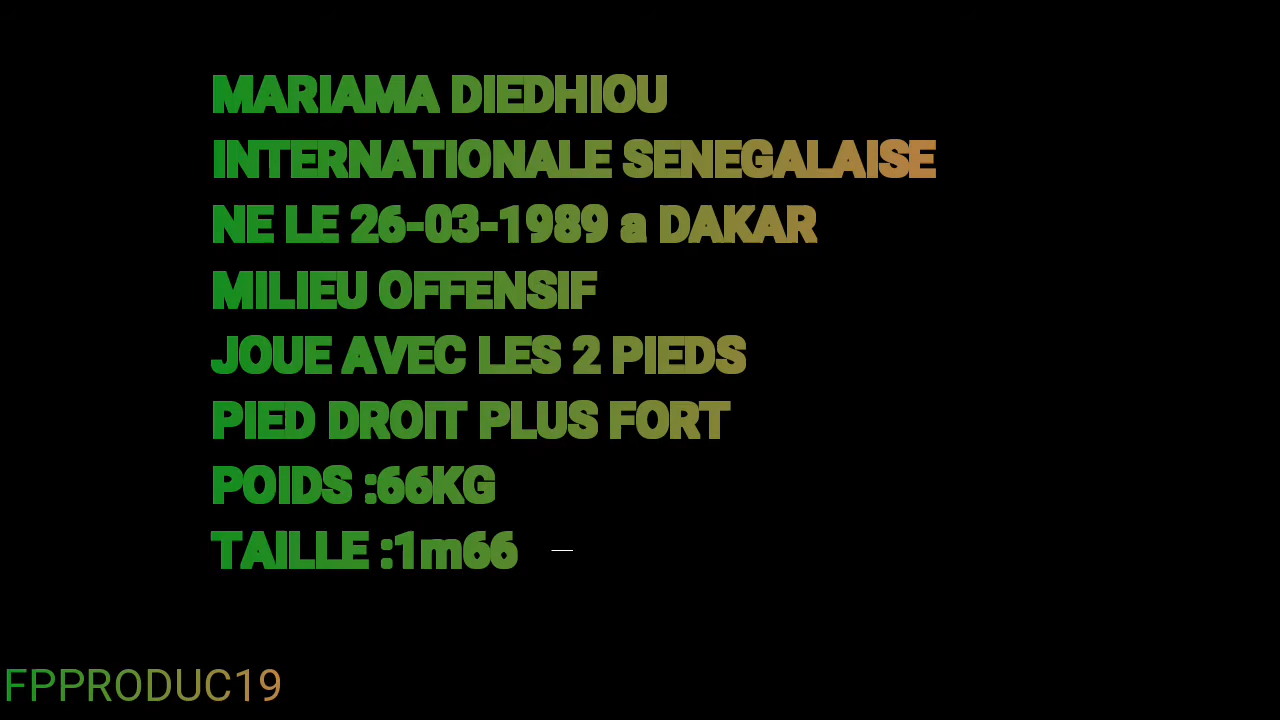 MARIAMA DIEDHIOU
INTERNATIONALE SENEGALAISE
NE LE 26-03-1989 a DAKAR
MILIEU OFFENSIF
JOUE AVEC LES 2 PIEDS
PIED DROIT PLUS FORT
POIDS :66KG
TAILLE :1m66
FPPRODUC19